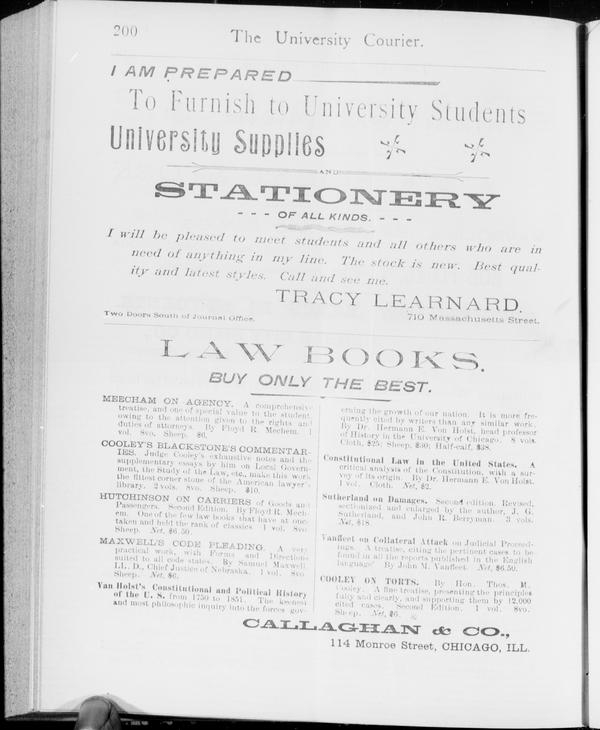 200
The University Courier.
I AM PREPARED
To Furnish to University Students
University Supplies
AND
STATIONERY
- - - OF ALL KINDS. - - -
I will be pleased to meet students and all others who are in
need of anything in my line. The stock is new. Best qual-
ity and latest styles. Call and see me.
TRACY LEARNARD.
Two Doors South of Journal Office.
710 Massachusetts Street.
LAW BOOKS.
BUY ONLY THE BEST.
MEECHAM ON AGENCY. A comprehensive
treatise, and one of special value to the student
owing to the attention given to the rights and
duties of attorneys. By Floyd R. Mechem. 1
vol. 8vo, Sheep. $6.
COOLEY'S BLACKSTONE'S COMMENTAR-
IES. Judge Cooley's exhaustive notes and the
supplementary essays by him on Local Govern-
ment, the Study of the Law, etc., make this work
the fittest corner stone of the American lawyer's
library. 2 vols. 8vo. Sheep. $10.
HUTCHINSON ON CARRIERS of Goods and
Passengers. Second Edition. By Floyd R. Mech-
em. One of the few law books that have at once
taken and held the rank of classics 1 vol. 8vo
Sheep. Net, $6.50.
MAXWELL'S CODE PLEADING. A very
practical work, with Forms and Directions
suited to all code states. By Samuel Maxwell
LL. D., Chief Justice of Nebraska. 1 vol. 8vo
Sheep. Net, $6.
Van Holst's Constitutional and Political History
of the U. S. from 1750 to 1851. The keenest
and most philosophic inquiry into the forces gov-
erning the growth of our nation. It is more fre-
quently cited by writers than any similar work.
By Dr. Hermann E. Von Holst, head professor
of History in the University of Chicago. 8 vols.
Cloth, $25; Sheep, $30; Half-calf, $38.
Constitutional Law in the United States. A
critical analysis of the Constitution, with a sur-
vey of its origin. By Dr. Hermann E. Von Holst.
1 vol. Cloth. Net, $2.
Sutherland on Damages. Second edition. Revised,
sectionized and enlarged by the author, J. G.
Sutherland, and John R. Berryman. 3 vols.
Net, $18.
Vanfleet on Collateral Attack on Judicial Proceed-
ings. A treatise, citing the pertinent cases to be
found in all the reports published in the English
language By John M. Vanfleet. Net, $6.50.
COOLEY ON TORTS. By Hon. Thos. M.
Cooley. A fine treatise, presenting the principles
fully and clearly, and supporting them by 12,000
cited cases. Second Edition. 1 vol. 8vo.
Sheep. Net, $6.
CALLAGHAN & CO.,
114 Monroe Street, CHICAGO, ILL.